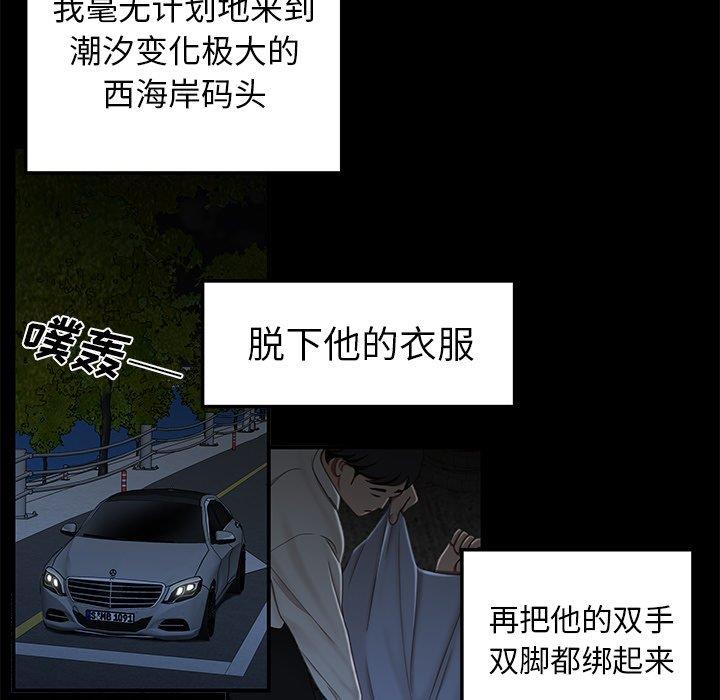 我毫无计划地来到
潮汐变化极大的
西海岸码头
脱下他的衣服
噗轰—
再把他的双手
双脚都绑起来